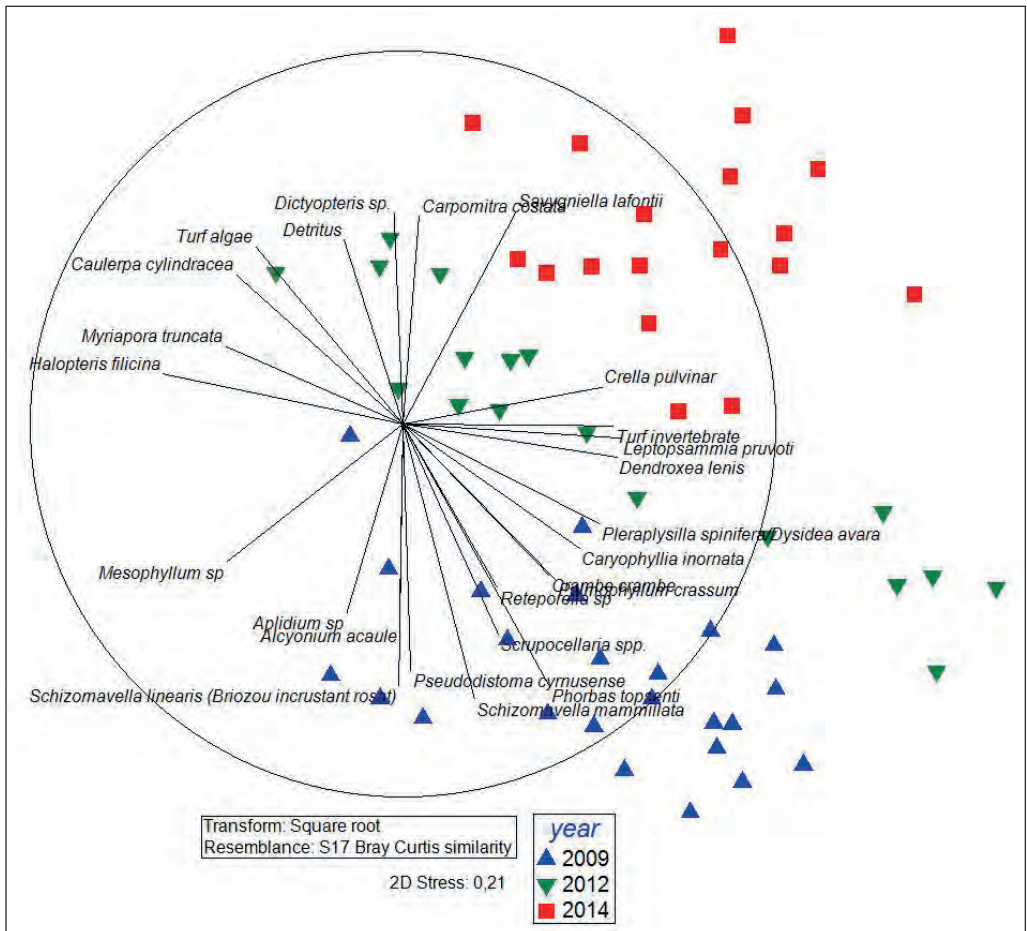 Dictyopteris sp.
Carpomitra costata
Savygniella lafontii
Turf algae
Detritus
Caulerpa cylindracea
Myriapora truncata
Halopteris filicina
Crella pulvinar
Turf invertebrate
Leptopsammia pruvoti
Dendroxea lenis
Pleraplysilla spinifera/Dysidea avara
Caryophyllia inornata
Mesophyllum sp
Crambe crambe
crassum
Reteporella sp
Aplidium sp
Alcyonium acaule
Scrupocellaria spp.
Pseudodistoma cyrnusense
Schizomavella linearis (Briozou incrustant rosat)
Phorbas topsenti
Schizomavella mammillata
Transform: Square root
Resemblance: S17 Bray Curtis similarity
2D Stress: 0,21
year
2009
2012
2014